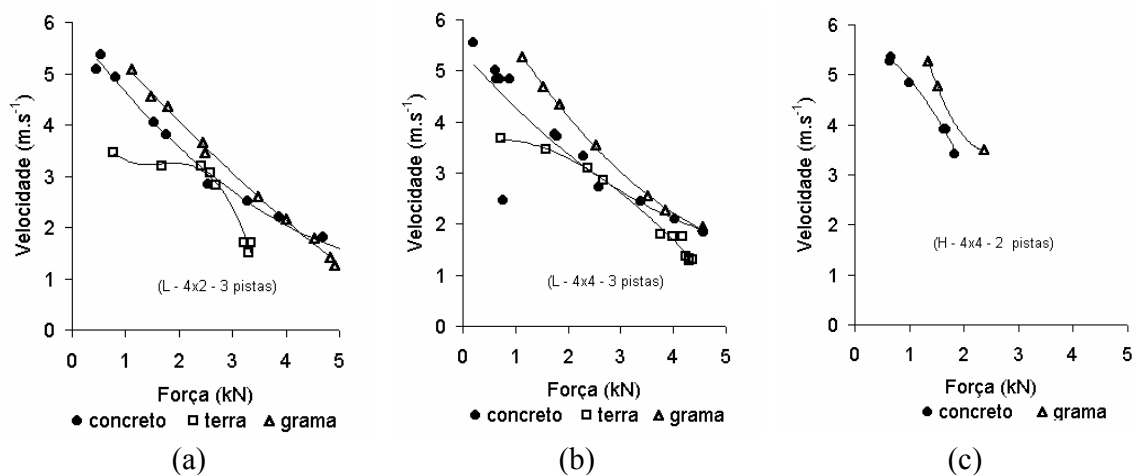 Velocidade (m.s⁻¹)
6
5
4
3
2
1
0
(L - 4x2 - 3 pistas)
0 1 2 3 4 5
Força (kN)
concreto terra grama
(a)
Velocidade (m.s⁻¹)
6
5
4
3
2
1
0
(L - 4x4 - 3 pistas)
0 1 2 3 4 5
Força (kN)
concreto terra grama
(b)
Velocidade (m.s⁻¹)
6
5
4
3
2
1
0
(H - 4x4 - 2 pistas)
0 1 2 3 4 5
Força (kN)
concreto grama
(c)